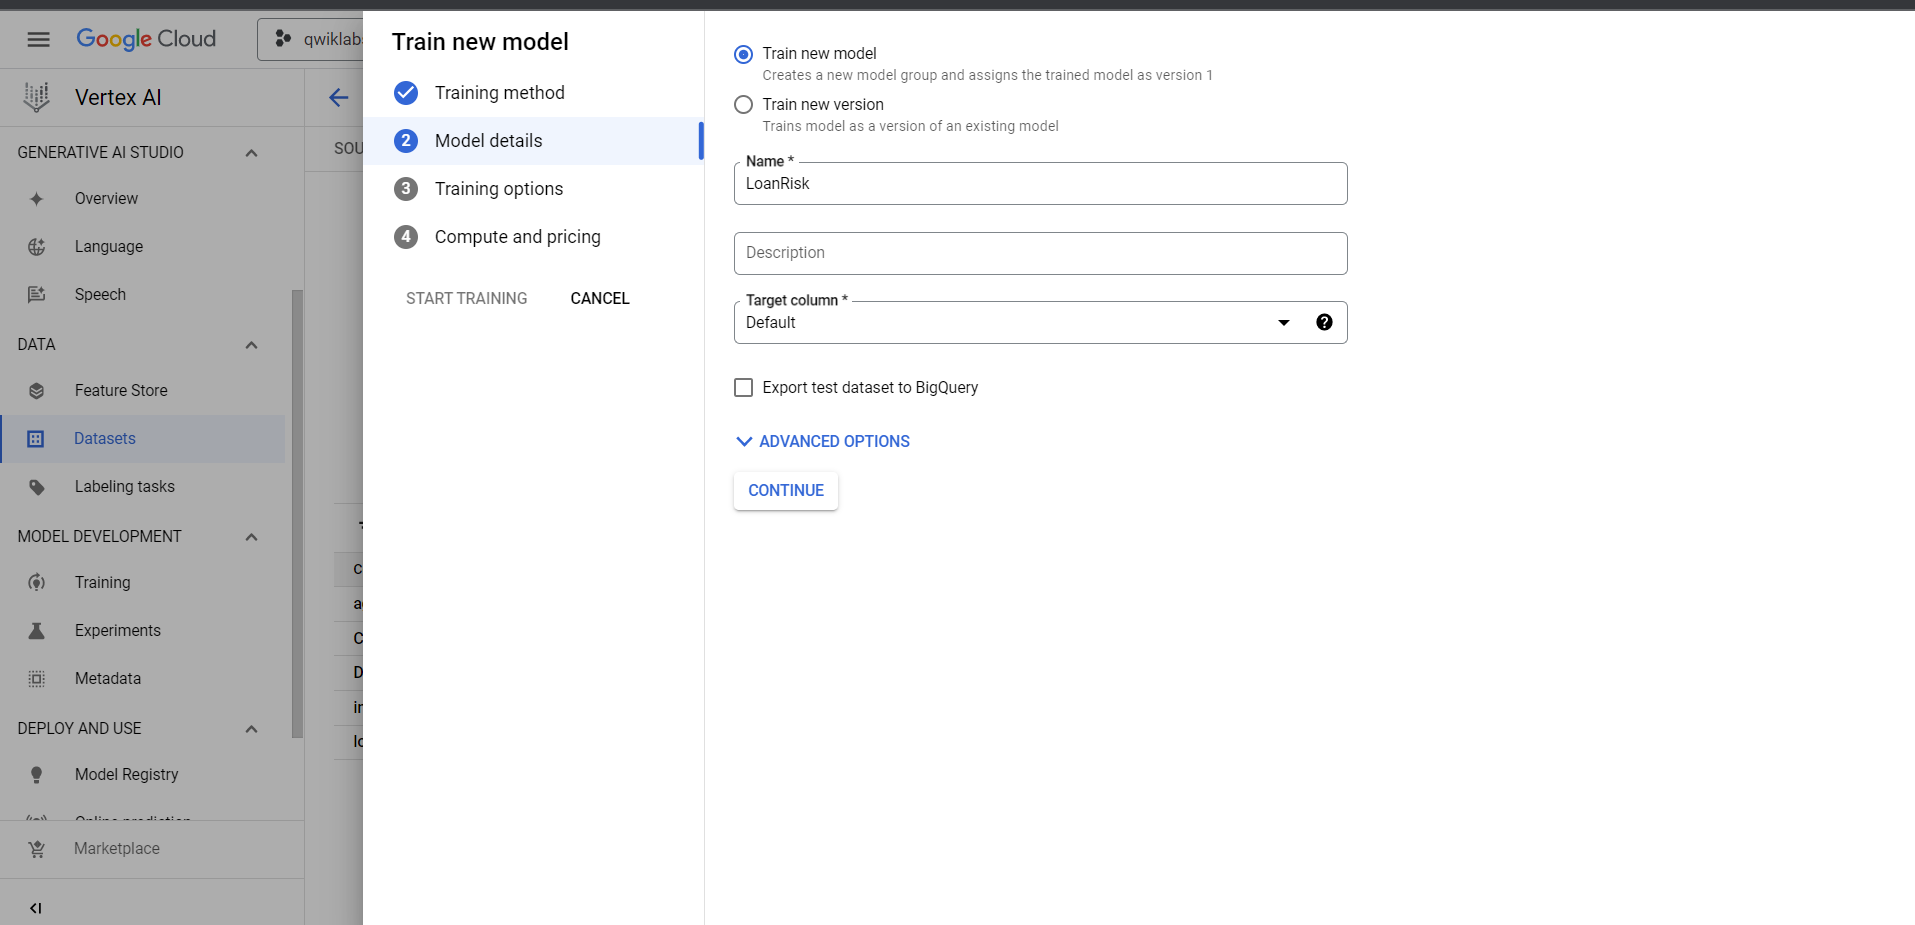 Google Cloud
qwiklab
Vertex AI
GENERATIVE AI STUDIO
Overview
Language
Speech
DATA
Feature Store
Datasets
Labeling tasks
MODEL DEVELOPMENT
Training
Experiments
Metadata
DEPLOY AND USE
Model Registry
Online prediction
Marketplace
SOU
C
a
C
D
in
lo
Train new model
Training method
2 Model details
3 Training options
4 Compute and pricing
START TRAINING CANCEL
Train new model
Creates a new model group and assigns the trained model as version 1
Train new version
Trains model as a version of an existing model
Name *
LoanRisk
Description
Target column *
Default
?
Export test dataset to BigQuery
ADVANCED OPTIONS
CONTINUE